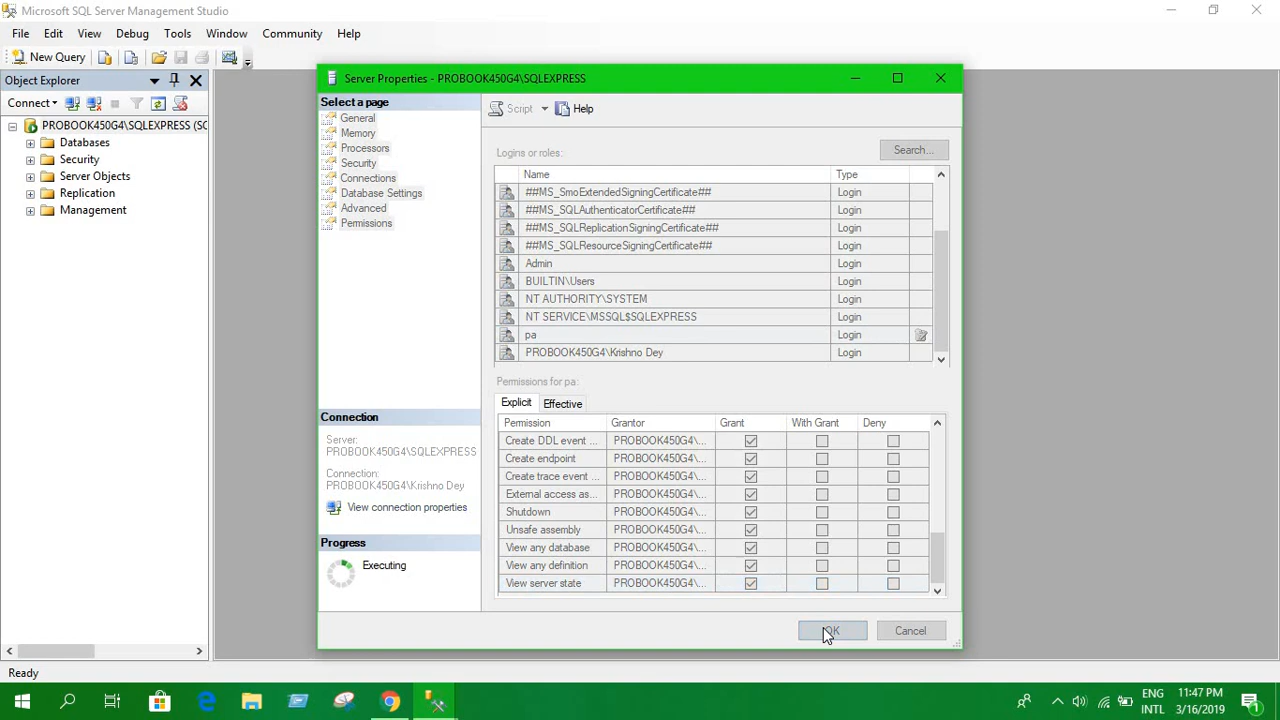 Microsoft SQL Server Management Studio
File Edit View Debug Tools Window Community Help
New Query
Object Explorer
Connect
PROBOOK450G4\SQLEXPRESS (SC
Databases
Security
Server Objects
Replication
Management
Server Properties - PROBOOK450G4\SQLEXPRESS
Select a page
General
Memory
Processors
Security
Connections
Database Settings
Advanced
Permissions
Connection
Server:
PROBOOK450G4\SQLEXPRESS
Connection:
PROBOOK450G4\Krishno Dey
View connection properties
Progress
Executing
Script Help
Logins or roles:
Search...
Name Type
##MS_SmoExtendedSigningCertificate## Login
##MS_SQLAuthenticatorCertificate## Login
##MS_SQLReplicationSigningCertificate## Login
##MS_SQLResourceSigningCertificate## Login
Admin Login
BUILTIN\Users Login
NT AUTHORITY\SYSTEM Login
NT SERVICE\MSSQL$SQLEXPRESS Login
pa Login
PROBOOK450G4\Krishno Dey Login
Permissions for pa:
Explicit Effective
Permission Grantor Grant With Grant Deny
Create DDL event ... PROBOOK450G4\...
Create endpoint PROBOOK450G4\...
Create trace event ... PROBOOK450G4\...
External access as... PROBOOK450G4\...
Shutdown PROBOOK450G4\...
Unsafe assembly PROBOOK450G4\...
View any database PROBOOK450G4\...
View any definition PROBOOK450G4\...
View server state PROBOOK450G4\...
OK Cancel
Ready
ENG
INTL
11:47 PM
3/16/2019
1